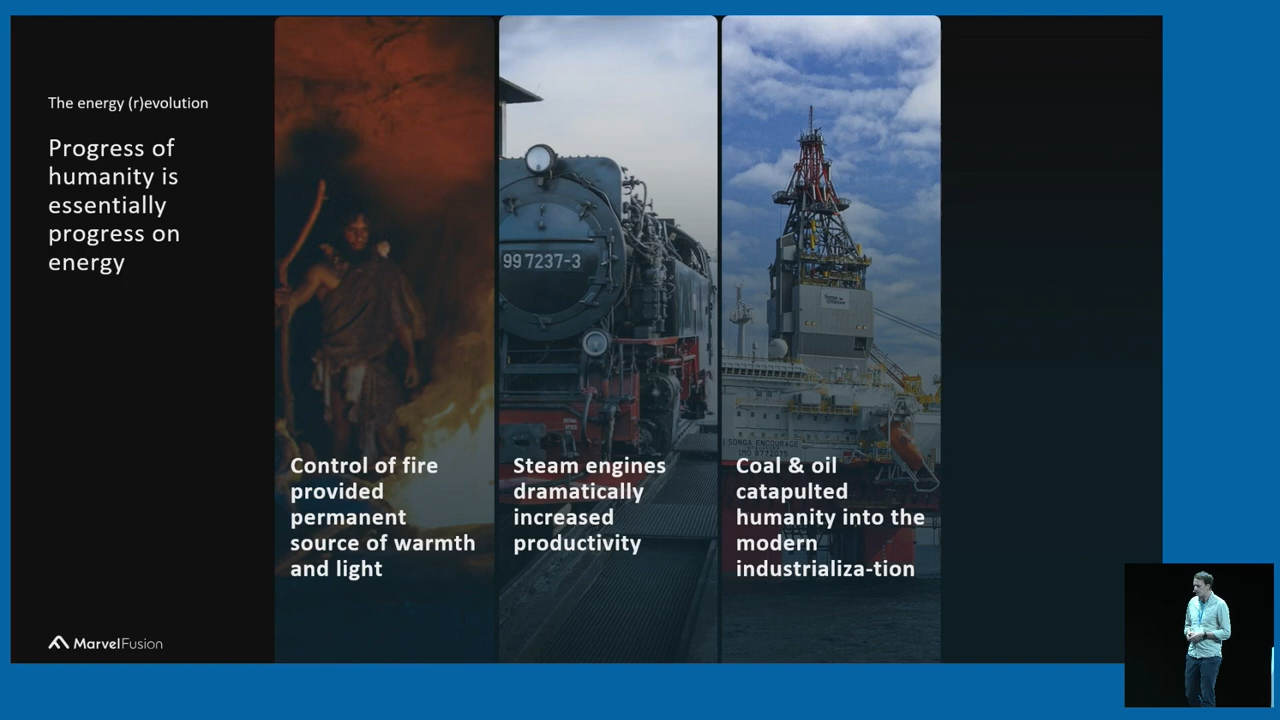 The energy (r)evolution
Progress of
humanity is
essentially
progress on
energy
99 7237-3
SONGA ENCOURAGE
Control of fire
provided
permanent
source of warmth
and light
Steam engines
dramatically
increased
productivity
Coal & oil
catapulted
humanity into the
modern
industrializa-tion
MarvelFusion